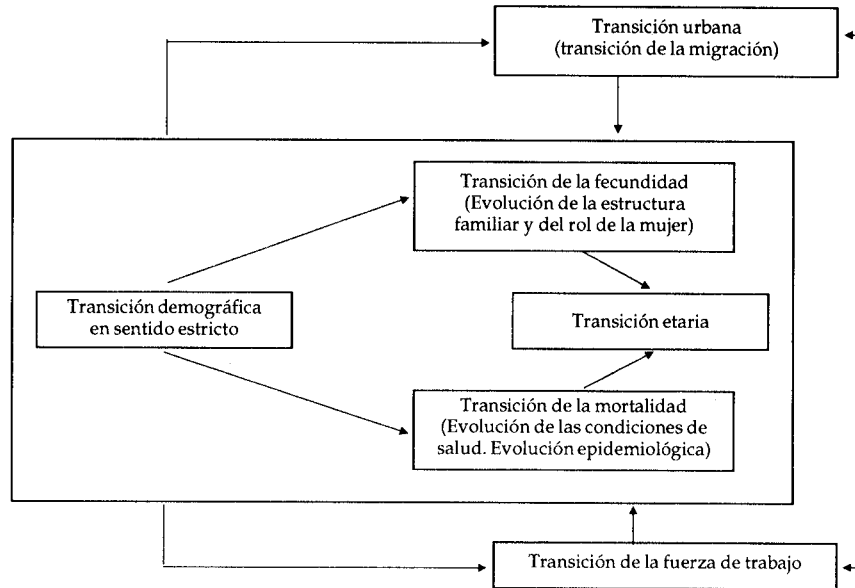 Transición urbana
(transición de la migración)
Transición de la fecundidad
(Evolución de la estructura
familiar y del rol de la mujer)
Transición demográfica
en sentido estricto
Transición etaria
Transición de la mortalidad
(Evolución de las condiciones de
salud. Evolución epidemiológica)
Transición de la fuerza de trabajo